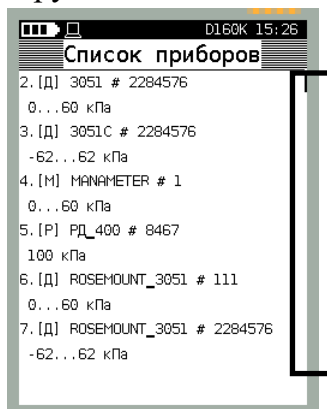 D160K 15:26
Список приборов
2.[Д] 3051 # 2284576
0...60 кПа
3.[Д] 3051C # 2284576
-62...62 кПа
4.[М] MANAMETER # 1
0...60 кПа
5.[Р] РД_400 # 8467
100 кПа
6.[Д] ROSEMOUNT_3051 # 111
0...60 кПа
7.[Д] ROSEMOUNT_3051 # 2284576
-62...62 кПа